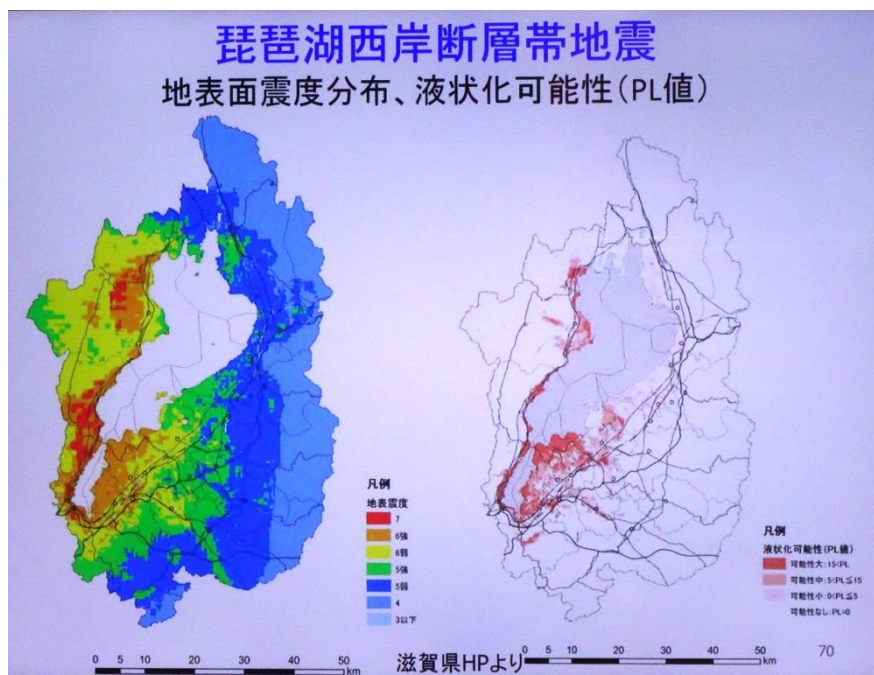 琵琶湖西岸断層帯地震
地表面震度分布、液状化可能性(PL値)
凡例
地表震度
7
6強
6弱
5強
5弱
4
3以下
0 5 10 20 30 40 50
km
凡例
液状化可能性(PL値)
可能性大:15<PL
可能性中:5<PL≦15
可能性小:0<PL≦5
可能性なし:PL=0
0 5 10 20 30 40 50
km
滋賀県HPより
70